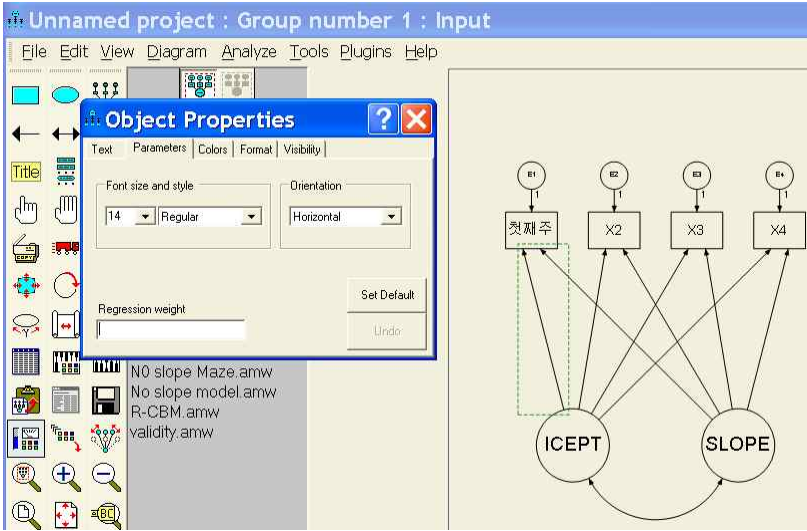 Unnamed project : Group number 1 : Input
File Edit View Diagram Analyze Tools Plugins Help
Object Properties
Text Parameters Colors Format Visibility
Font size and style
14 Regular
Orientation
Horizontal
Regression weight
Set Default
Undo
Title
COPY
N0 slope Maze.amw
No slope model.amw
R-CBM.amw
validity.amw
E1 E2 E3 E4
1 1 1 1
첫째주 X2 X3 X4
ICEPT SLOPE